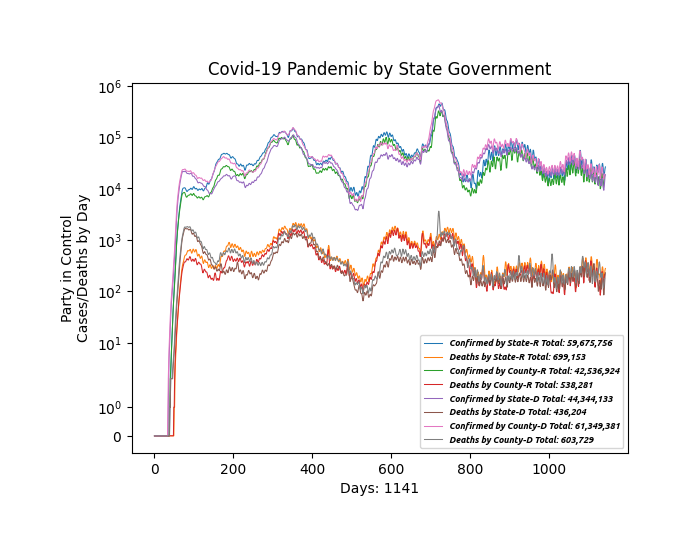 Covid-19 Pandemic by State Government
Party in Control
Cases/Deaths by Day
10^6
10^5
10^4
10^3
10^2
10^1
10^0
0
0 200 400 600 800 1000
Days: 1141
Confirmed by State-R Total: 59,675,756
Deaths by State-R Total: 699,153
Confirmed by County-R Total: 42,536,924
Deaths by County-R Total: 538,281
Confirmed by State-D Total: 44,344,133
Deaths by State-D Total: 436,204
Confirmed by County-D Total: 61,349,381
Deaths by County-D Total: 603,729